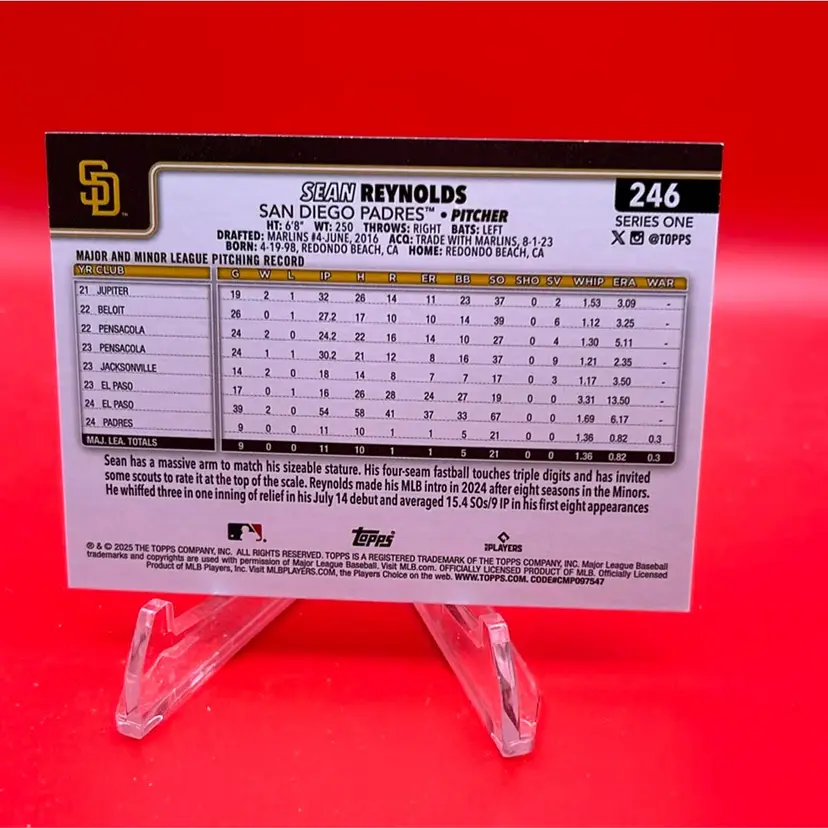 SD
SEAN REYNOLDS
246
SAN DIEGO PADRES™ • PITCHER
SERIES ONE
HT: 6'8" WT: 250 THROWS: RIGHT BATS: LEFT
X @TOPPS
DRAFTED: MARLINS #4-JUNE, 2016 ACQ: TRADE WITH MARLINS, 8-1-23
BORN: 4-19-98, REDONDO BEACH, CA HOME: REDONDO BEACH, CA
MAJOR AND MINOR LEAGUE PITCHING RECORD
YR CLUB G W L IP H R ER BB SO SHO SV WHIP ERA WAR
21 JUPITER 19 2 1 32 26 14 11 23 37 0 2 1.53 3.09 -
22 BELOIT 26 0 1 27.2 17 10 10 14 39 0 6 1.12 3.25 -
22 PENSACOLA 24 2 0 24.2 22 16 14 10 27 0 4 1.30 5.11 -
23 PENSACOLA 24 1 1 30.2 21 12 8 16 37 0 9 1.21 2.35 -
23 JACKSONVILLE 14 2 0 18 14 8 7 7 17 0 3 1.17 3.50 -
23 EL PASO 17 0 1 16 26 28 24 27 19 0 0 3.31 13.50 -
24 EL PASO 39 2 0 54 58 41 37 33 67 0 0 1.69 6.17 -
24 PADRES 9 0 0 11 10 1 1 5 21 0 0 1.36 0.82 0.3
MAJ. LEA. TOTALS 9 0 0 11 10 1 1 5 21 0 0 1.36 0.82 0.3
Sean has a massive arm to match his sizeable stature. His four-seam fastball touches triple digits and has invited
some scouts to rate it at the top of the scale. Reynolds made his MLB intro in 2024 after eight seasons in the Minors.
He whiffed three in one inning of relief in his July 14 debut and averaged 15.4 SOs/9 IP in his first eight appearances
Topps
PLAYERS
® & © 2025 THE TOPPS COMPANY, INC. ALL RIGHTS RESERVED. TOPPS IS A REGISTERED TRADEMARK OF THE TOPPS COMPANY, INC. Major League Baseball
trademarks and copyrights are used with permission of Major League Baseball. Visit MLB.com. OFFICIALLY LICENSED PRODUCT OF MLB. Officially Licensed
Product of MLB Players, Inc. Visit MLBPLAYERS.COM, the Players Choice on the web. WWW.TOPPS.COM. CODE#CMP097547